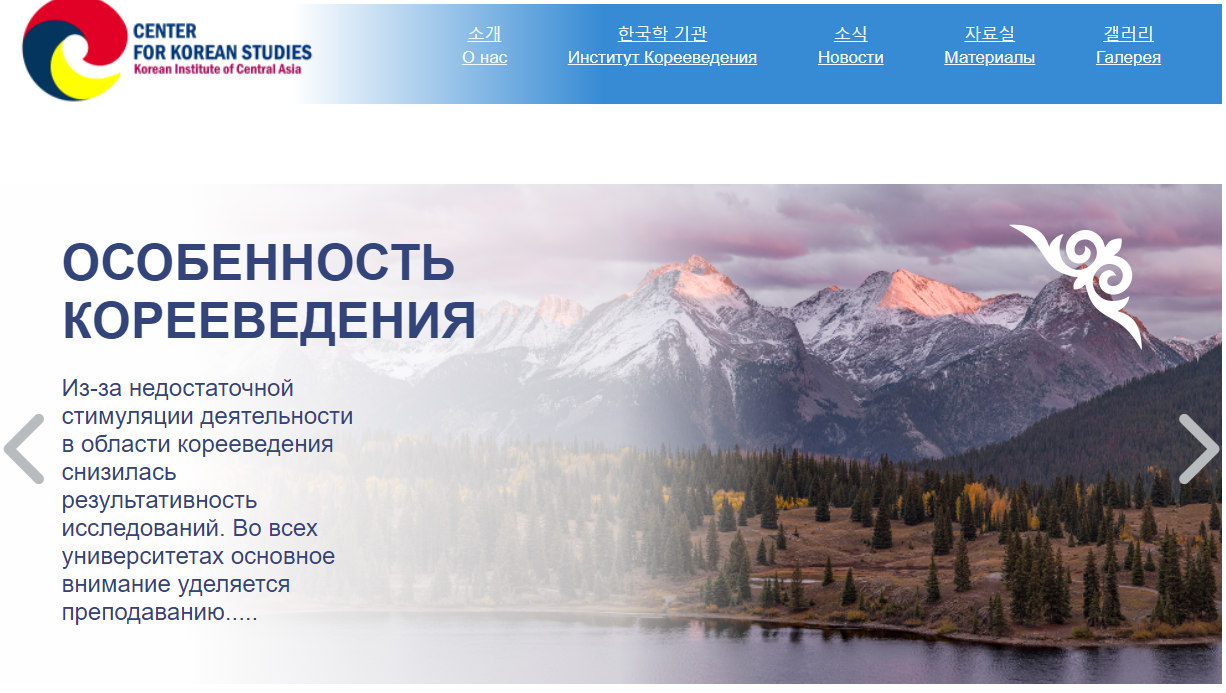 CENTER
FOR KOREAN STUDIES
Korean Institute of Central Asia
소개
О нас
한국학 기관
Институт Корееведения
소식
Новости
자료실
Материалы
갤러리
Галерея
ОСОБЕННОСТЬ
КОРЕЕВЕДЕНИЯ
Из-за недостаточной
стимуляции деятельности
в области корееведения
снизилась
результативность
исследований. Во всех
университетах основное
внимание уделяется
преподаванию.....